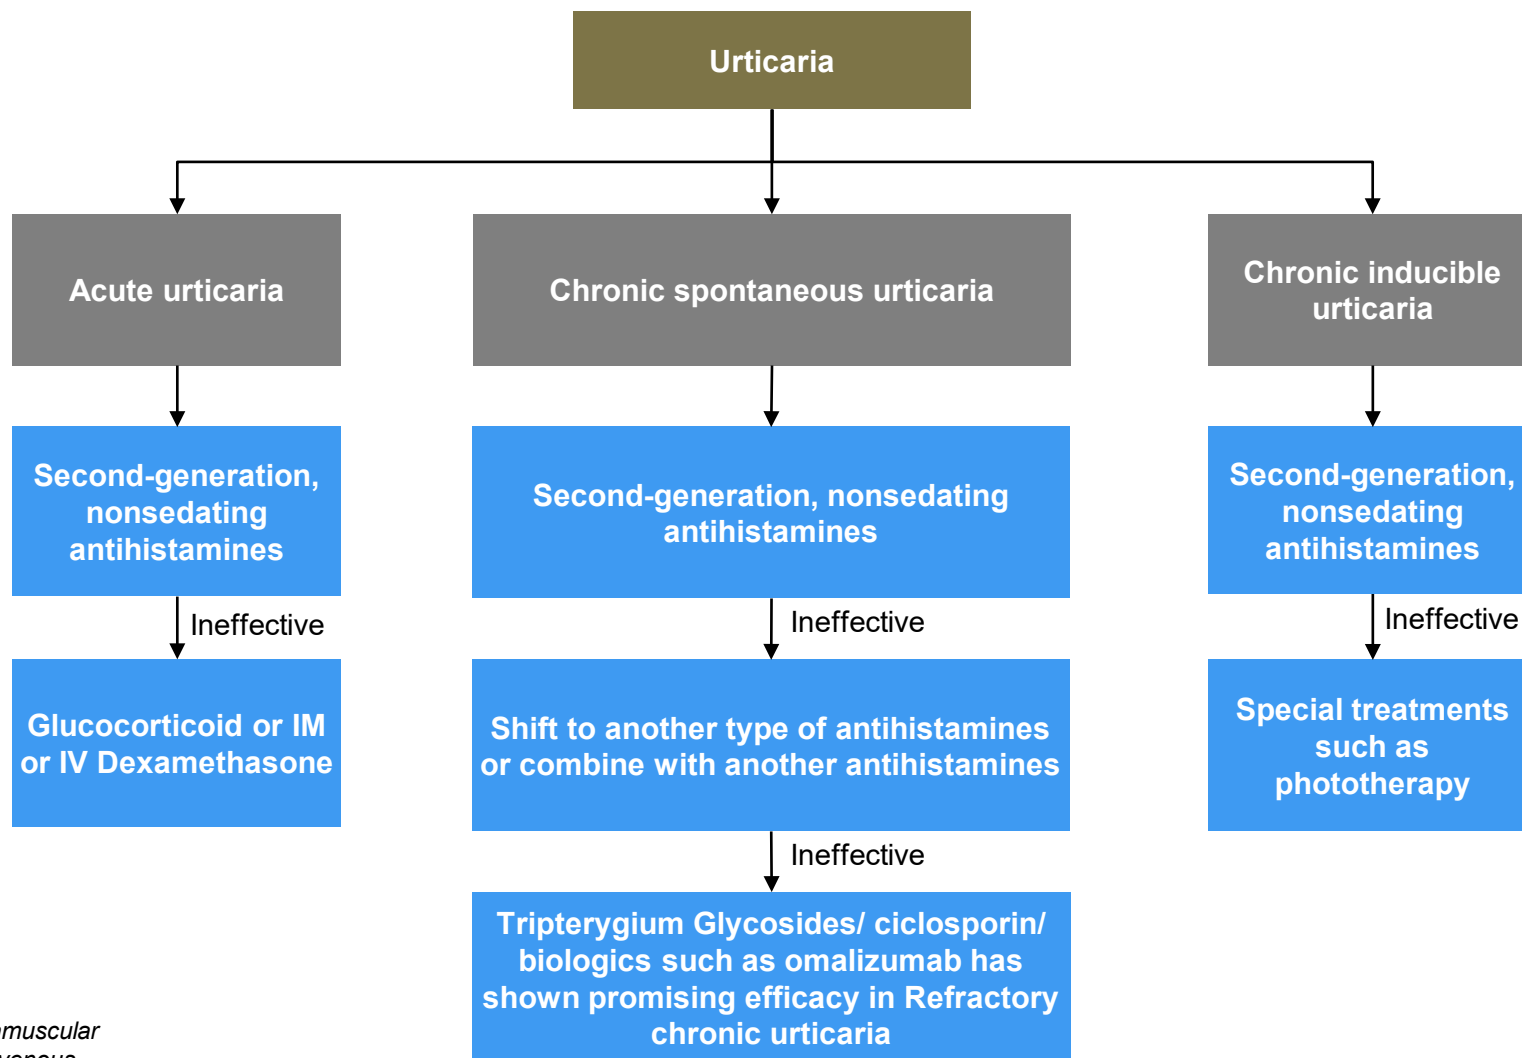 Urticaria
Acute urticaria
Chronic spontaneous urticaria
Chronic inducible
urticaria
Second-generation,
nonsedating
antihistamines
Second-generation, nonsedating
antihistamines
Second-generation,
nonsedating
antihistamines
Ineffective
Ineffective
Ineffective
Glucocorticoid or IM
or IV Dexamethasone
Shift to another type of antihistamines
or combine with another antihistamines
Special treatments
such as
phototherapy
Ineffective
Tripterygium Glycosides/ ciclosporin/
biologics such as omalizumab has
shown promising efficacy in Refractory
chronic urticaria